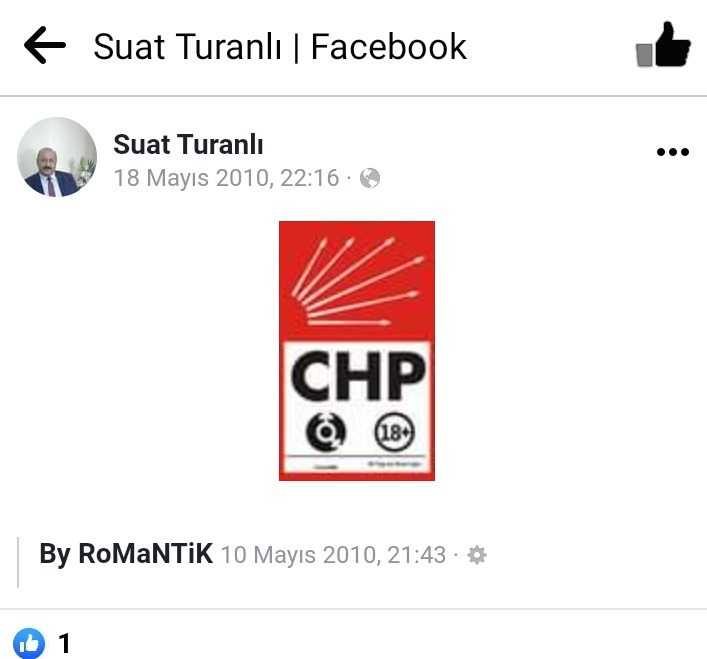 Suat Turanlı | Facebook
Suat Turanlı
18 Mayıs 2010, 22:16 ·
CHP
18+
By RoMaNTiK 10 Mayıs 2010, 21:43 ·
1